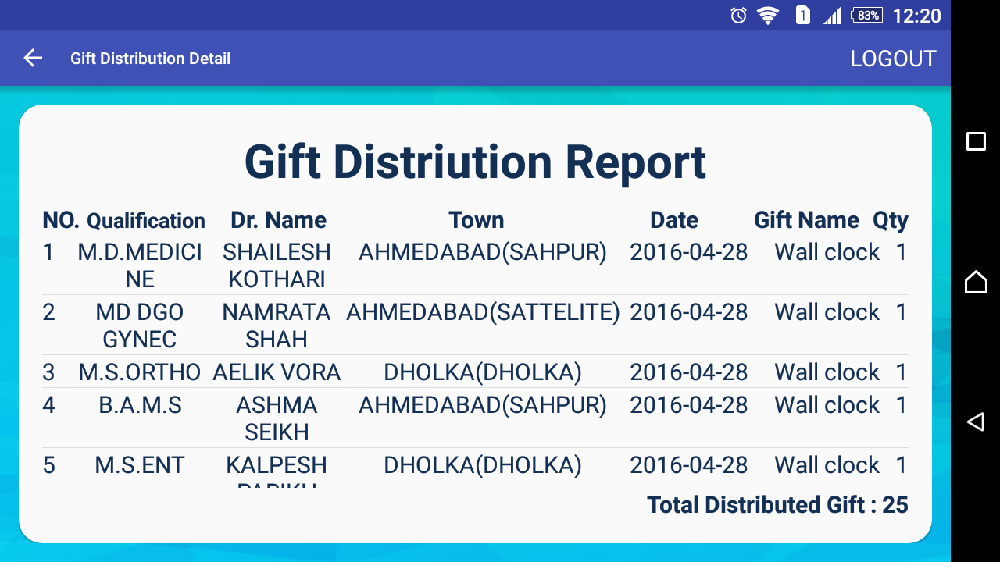 1 83% 12:20
Gift Distribution Detail LOGOUT
Gift Distriution Report
NO. Qualification Dr. Name Town Date Gift Name Qty
1 M.D.MEDICI SHAILESH AHMEDABAD(SAHPUR) 2016-04-28 Wall clock 1
NE KOTHARI
2 MD DGO NAMRATA AHMEDABAD(SATTELITE) 2016-04-28 Wall clock 1
GYNEC SHAH
3 M.S.ORTHO AELIK VORA DHOLKA(DHOLKA) 2016-04-28 Wall clock 1
4 B.A.M.S ASHMA AHMEDABAD(SAHPUR) 2016-04-28 Wall clock 1
SEIKH
5 M.S.ENT KALPESH DHOLKA(DHOLKA) 2016-04-28 Wall clock 1
Total Distributed Gift : 25